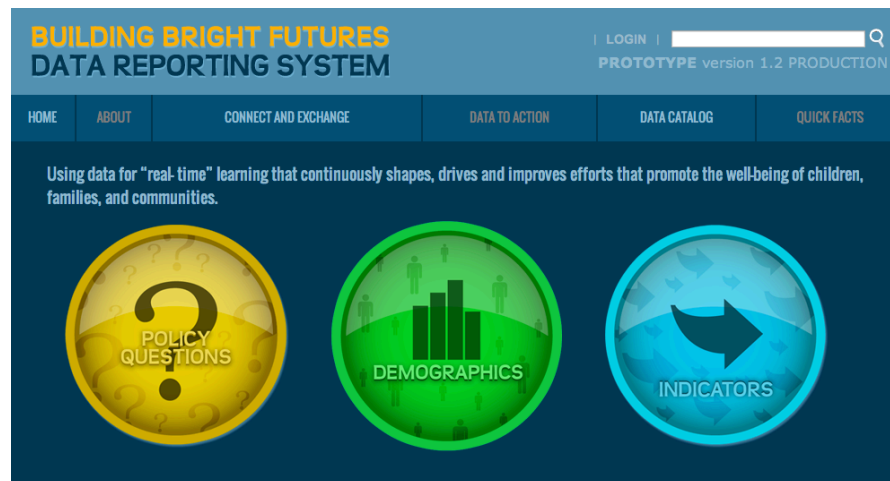 BUILDING BRIGHT FUTURES
DATA REPORTING SYSTEM
| LOGIN |
PROTOTYPE version 1.2 PRODUCTION
HOME
ABOUT
CONNECT AND EXCHANGE
DATA TO ACTION
DATA CATALOG
QUICK FACTS
Using data for “real- time” learning that continuously shapes, drives and improves efforts that promote the well-being of children,
families, and communities.
?
POLICY
QUESTIONS
DEMOGRAPHICS
INDICATORS